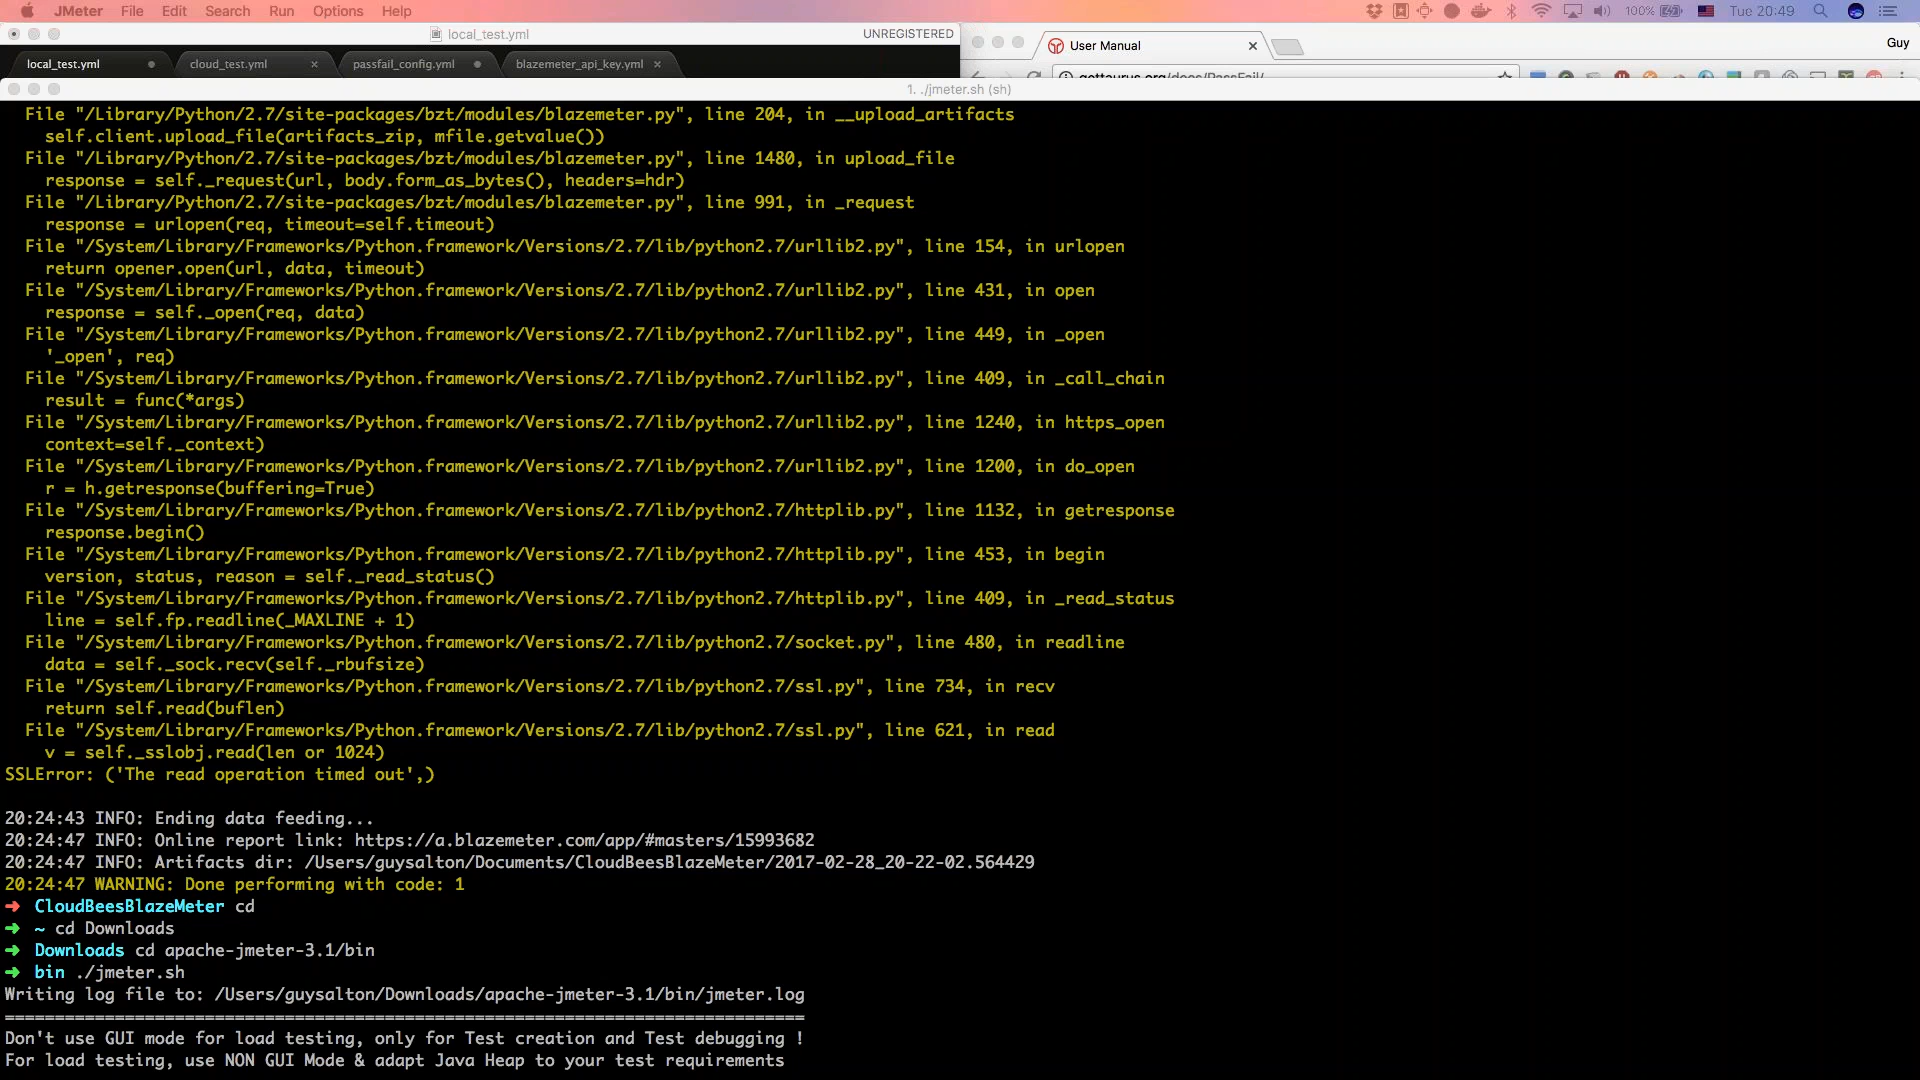 JMeter File Edit Search Run Options Help 100% Tue 20:49
local_test.yml UNREGISTERED
local_test.yml cloud_test.yml passfail_config.yml blazemeter_api_key.yml
User Manual Guy
gettaurus.org/docs/PassFail/
1. ./jmeter.sh (sh)
File "/Library/Python/2.7/site-packages/bzt/modules/blazemeter.py", line 204, in __upload_artifacts
self.client.upload_file(artifacts_zip, mfile.getvalue())
File "/Library/Python/2.7/site-packages/bzt/modules/blazemeter.py", line 1480, in upload_file
response = self._request(url, body.form_as_bytes(), headers=hdr)
File "/Library/Python/2.7/site-packages/bzt/modules/blazemeter.py", line 991, in _request
response = urlopen(req, timeout=self.timeout)
File "/System/Library/Frameworks/Python.framework/Versions/2.7/lib/python2.7/urllib2.py", line 154, in urlopen
return opener.open(url, data, timeout)
File "/System/Library/Frameworks/Python.framework/Versions/2.7/lib/python2.7/urllib2.py", line 431, in open
response = self._open(req, data)
File "/System/Library/Frameworks/Python.framework/Versions/2.7/lib/python2.7/urllib2.py", line 449, in _open
'_open', req)
File "/System/Library/Frameworks/Python.framework/Versions/2.7/lib/python2.7/urllib2.py", line 409, in _call_chain
result = func(*args)
File "/System/Library/Frameworks/Python.framework/Versions/2.7/lib/python2.7/urllib2.py", line 1240, in https_open
context=self._context)
File "/System/Library/Frameworks/Python.framework/Versions/2.7/lib/python2.7/urllib2.py", line 1200, in do_open
r = h.getresponse(buffering=True)
File "/System/Library/Frameworks/Python.framework/Versions/2.7/lib/python2.7/httplib.py", line 1132, in getresponse
response.begin()
File "/System/Library/Frameworks/Python.framework/Versions/2.7/lib/python2.7/httplib.py", line 453, in begin
version, status, reason = self._read_status()
File "/System/Library/Frameworks/Python.framework/Versions/2.7/lib/python2.7/httplib.py", line 409, in _read_status
line = self.fp.readline(_MAXLINE + 1)
File "/System/Library/Frameworks/Python.framework/Versions/2.7/lib/python2.7/socket.py", line 480, in readline
data = self._sock.recv(self._rbufsize)
File "/System/Library/Frameworks/Python.framework/Versions/2.7/lib/python2.7/ssl.py", line 734, in recv
return self.read(buflen)
File "/System/Library/Frameworks/Python.framework/Versions/2.7/lib/python2.7/ssl.py", line 621, in read
v = self._sslobj.read(len or 1024)
SSLError: ('The read operation timed out',)
20:24:43 INFO: Ending data feeding...
20:24:47 INFO: Online report link: https://a.blazemeter.com/app/#masters/15993682
20:24:47 INFO: Artifacts dir: /Users/guysalton/Documents/CloudBeesBlazeMeter/2017-02-28_20-22-02.564429
20:24:47 WARNING: Done performing with code: 1
➜ CloudBeesBlazeMeter cd
➜ ~ cd Downloads
➜ Downloads cd apache-jmeter-3.1/bin
➜ bin ./jmeter.sh
Writing log file to: /Users/guysalton/Downloads/apache-jmeter-3.1/bin/jmeter.log
================================================================================
Don't use GUI mode for load testing, only for Test creation and Test debugging !
For load testing, use NON GUI Mode & adapt Java Heap to your test requirements